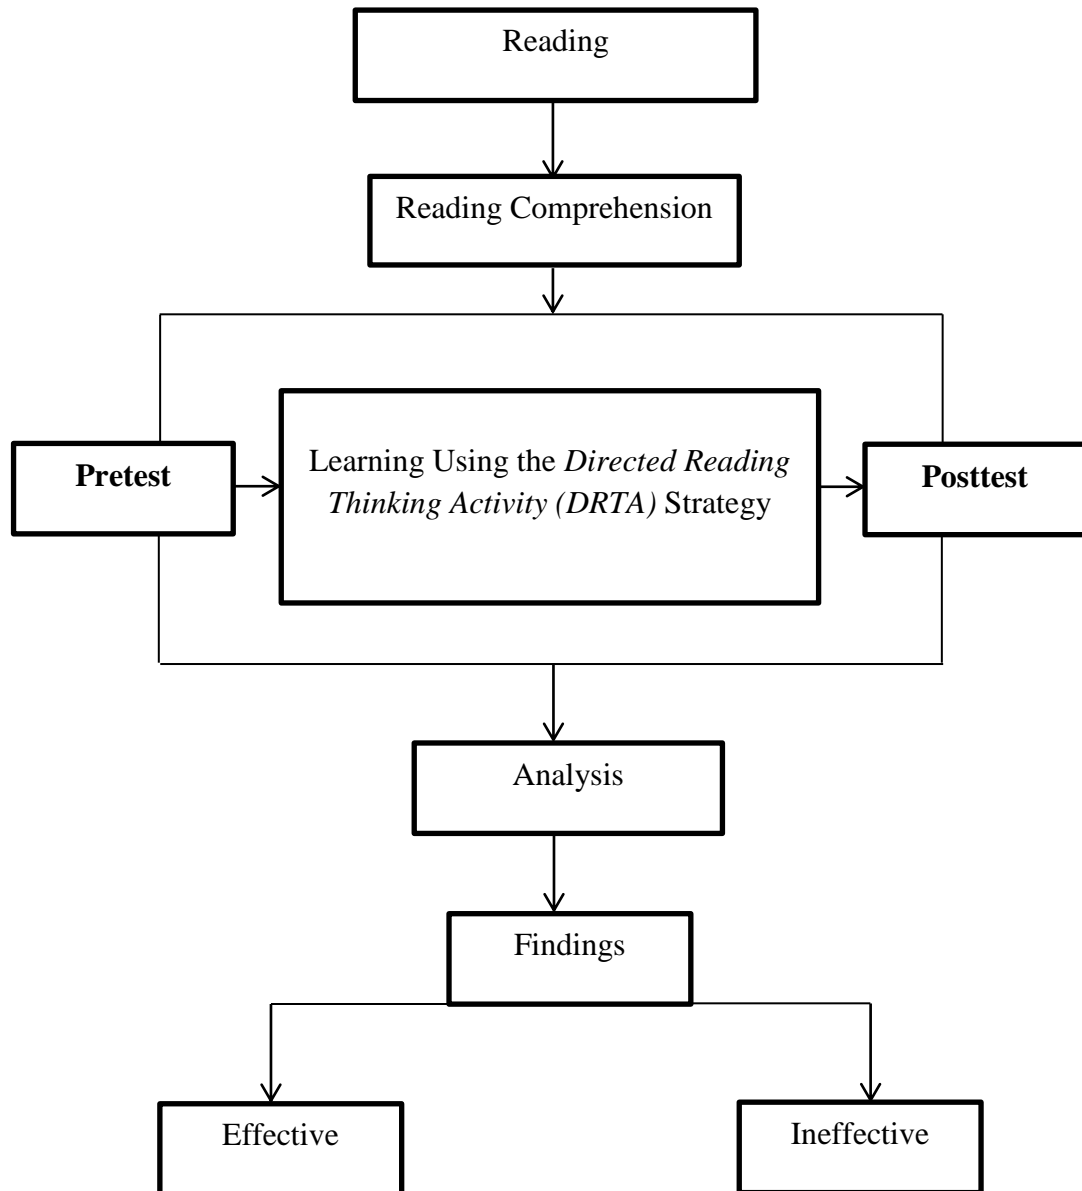 Reading
Reading Comprehension
Pretest
Learning Using the Directed Reading
Thinking Activity (DRTA) Strategy
Posttest
Analysis
Findings
Effective
Ineffective